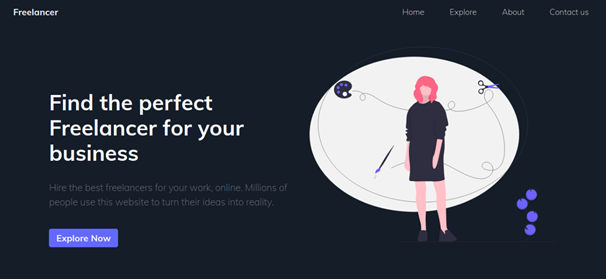 Freelancer
Home Explore About Contact us
Find the perfect
Freelancer for your
business
Hire the best freelancers for your work, online. Millions of
people use this website to turn their ideas into reality.
Explore Now